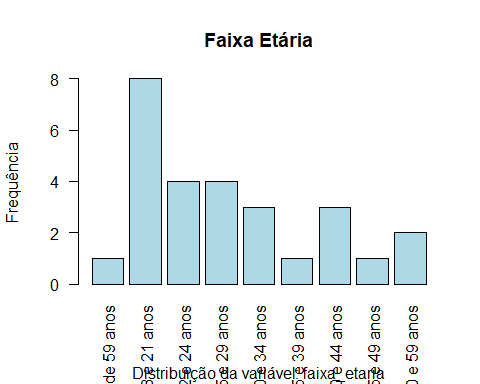 Faixa Etária
Frequência
8
6
4
2
0
de 59 anos
e 21 anos
e 24 anos
e 29 anos
e 34 anos
e 39 anos
e 44 anos
e 49 anos
e 59 anos
Distribuição da variável faixa_etaria